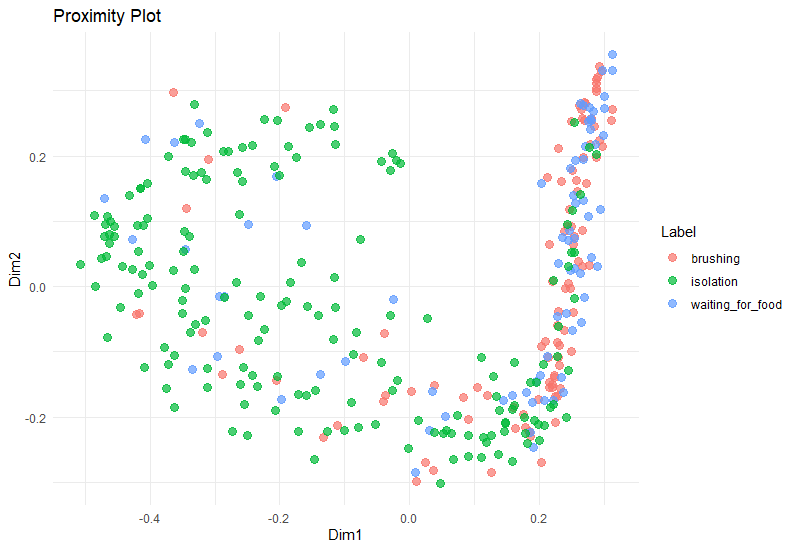 Proximity Plot
Dim2
0.2
0.0
-0.2
-0.4
-0.2
0.0
0.2
Dim1
Label
brushing
isolation
waiting_for_food